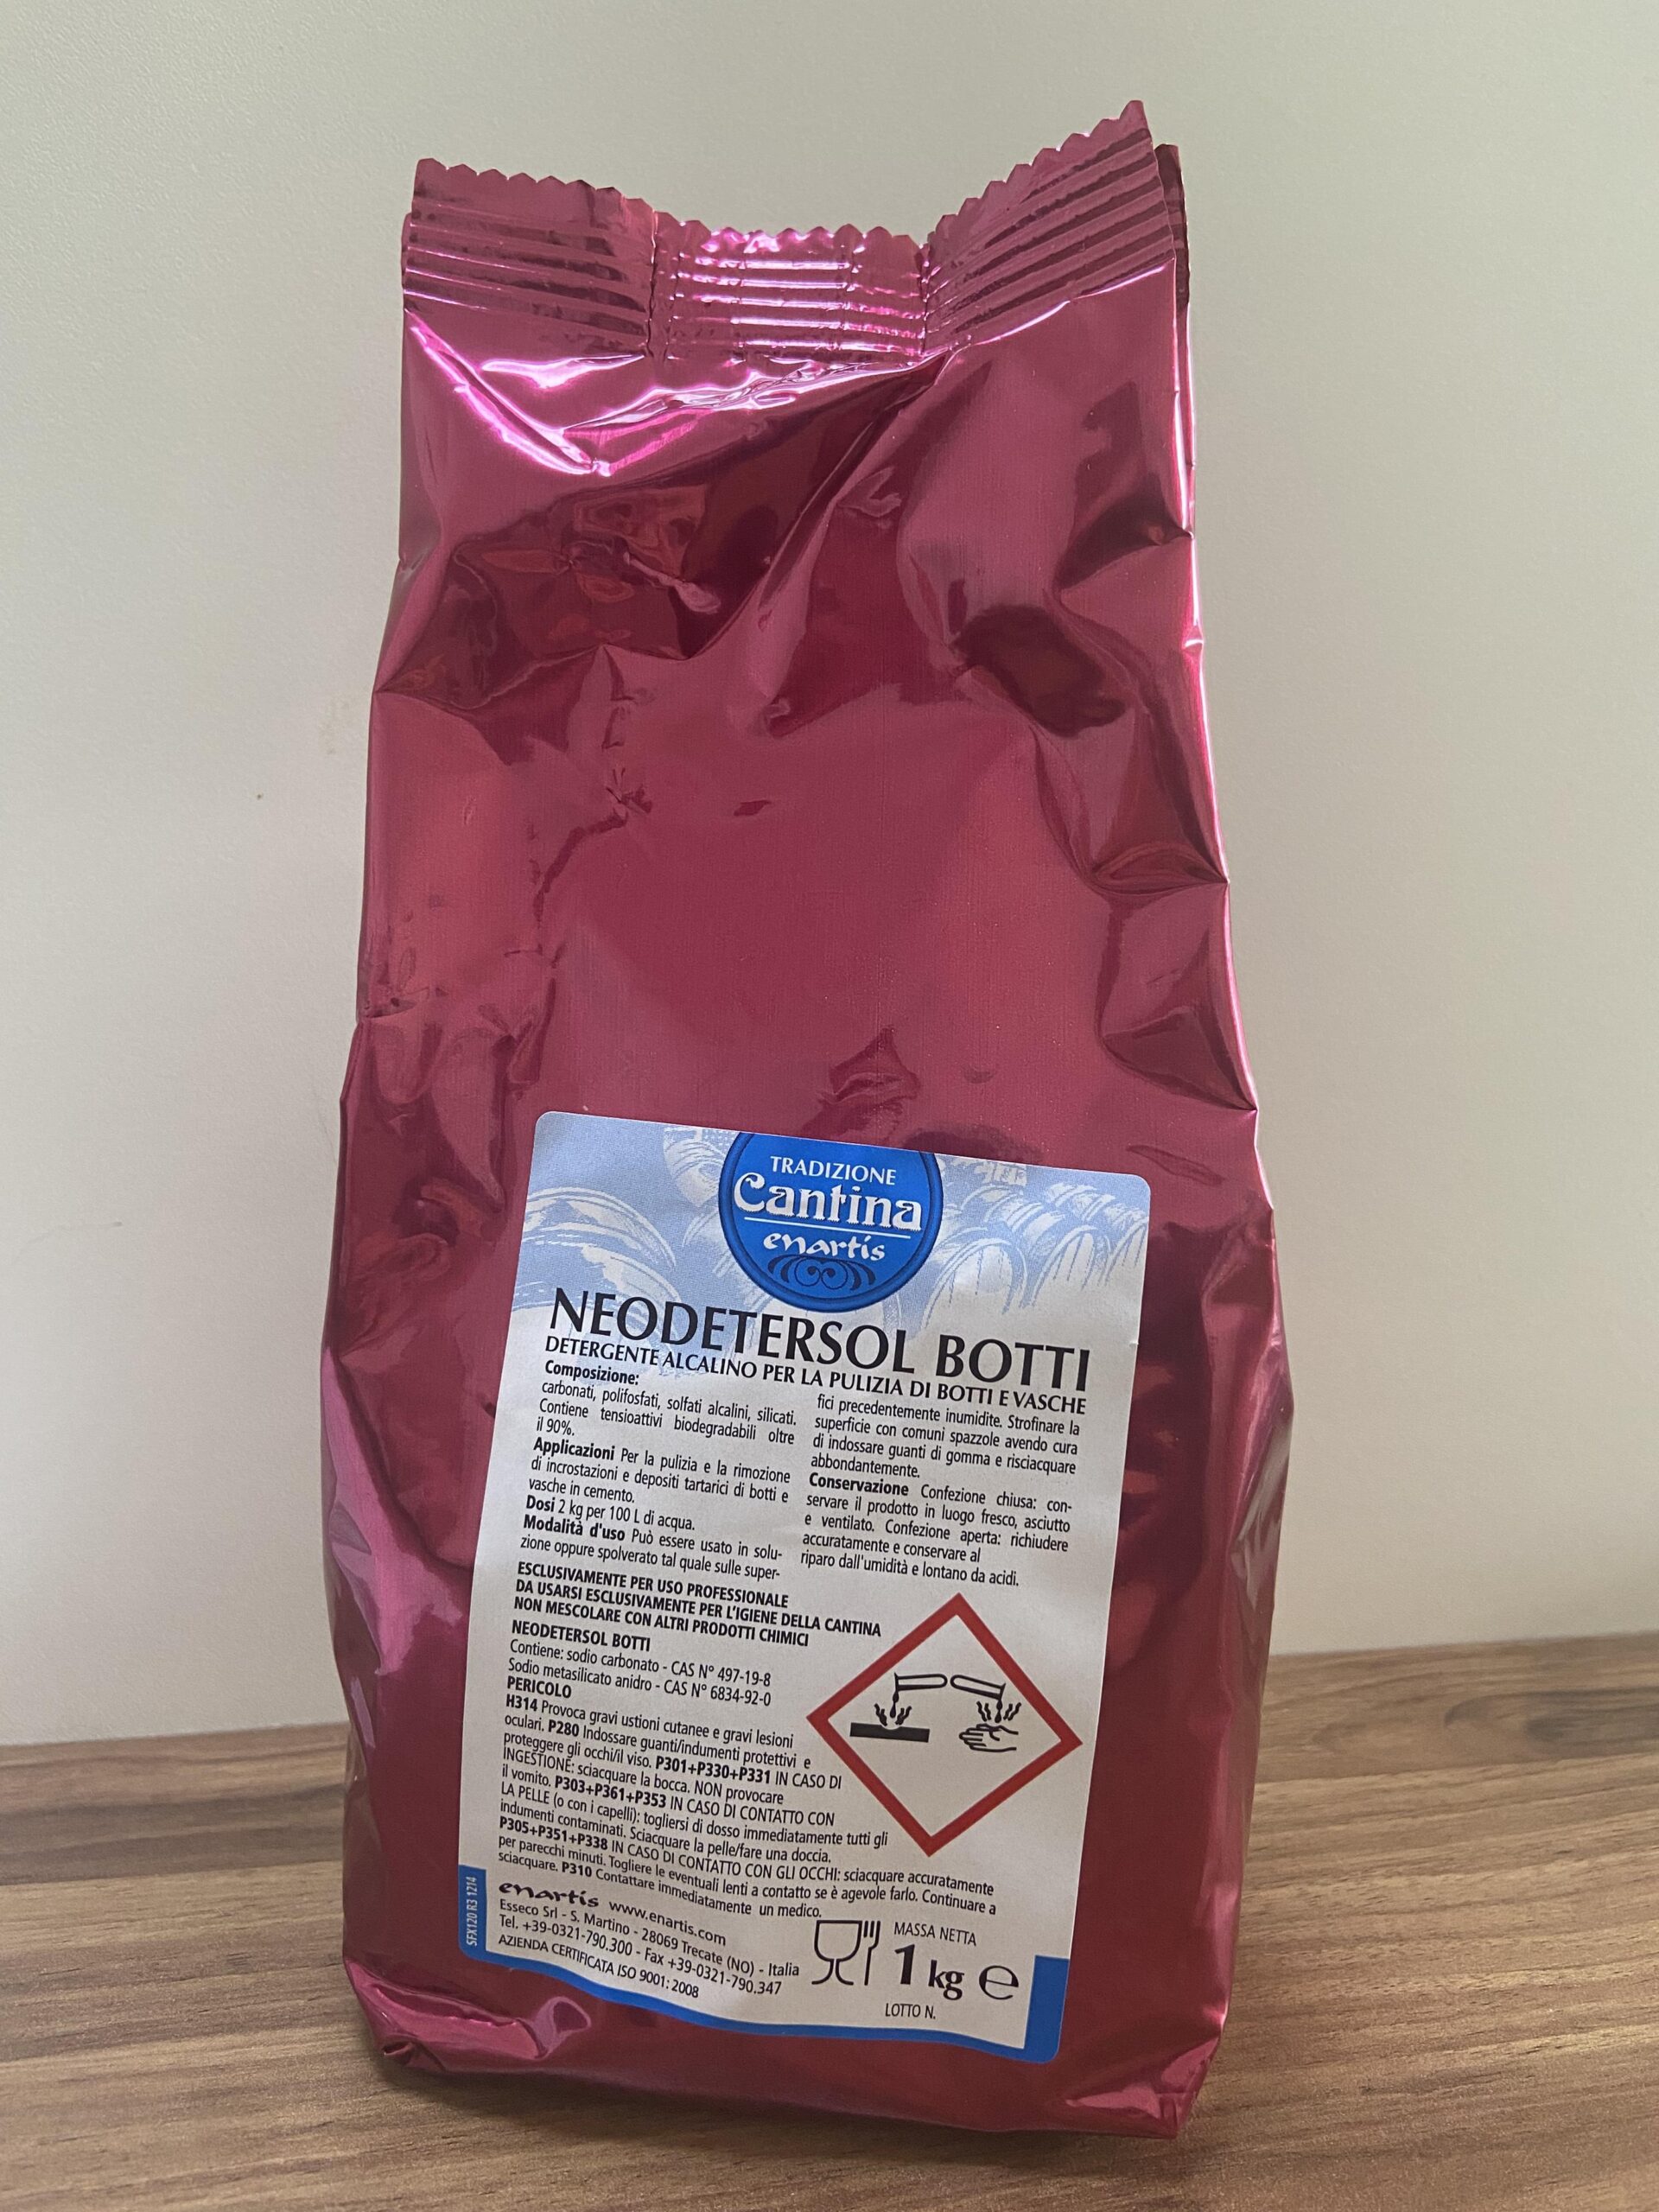 TRADIZIONE
Cantina
enartis
NEODETERSOL BOTTI
DETERGENTE ALCALINO PER LA PULIZIA DI BOTTI E VASCHE
Composizione:
carbonati, polifosfati, solfati alcalini, silicati.
Contiene tensioattivi biodegradabili oltre
il 90%.
Applicazioni Per la pulizia e la rimozione
di incrostazioni e depositi tartarici di botti e
vasche in cemento.
Dosi 2 kg per 100 L di acqua.
Modalità d'uso Può essere usato in solu-
zione oppure spolverato tal quale sulle super-
fici precedentemente inumidite. Strofinare la
superficie con comuni spazzole avendo cura
di indossare guanti di gomma e risciacquare
abbondantemente.
Conservazione Confezione chiusa: con-
servare il prodotto in luogo fresco, asciutto
e ventilato. Confezione aperta: richiudere
accuratamente e conservare al
riparo dall'umidità e lontano da acidi.
ESCLUSIVAMENTE PER USO PROFESSIONALE
DA USARSI ESCLUSIVAMENTE PER L'IGIENE DELLA CANTINA
NON MESCOLARE CON ALTRI PRODOTTI CHIMICI
NEODETERSOL BOTTI
Contiene: sodio carbonato - CAS N° 497-19-8
Sodio metasilicato anidro - CAS N° 6834-92-0
PERICOLO
H314 Provoca gravi ustioni cutanee e gravi lesioni
oculari. P280 Indossare guanti/indumenti protettivi e
proteggere gli occhi/il viso. P301+P330+P331 IN CASO DI
INGESTIONE: sciacquare la bocca. NON provocare
il vomito. P303+P361+P353 IN CASO DI CONTATTO CON
LA PELLE (o con i capelli): togliersi di dosso immediatamente tutti gli
indumenti contaminati. Sciacquare la pelle/fare una doccia.
P305+P351+P338 IN CASO DI CONTATTO CON GLI OCCHI: sciacquare accuratamente
per parecchi minuti. Togliere le eventuali lenti a contatto se è agevole farlo. Continuare a
sciacquare. P310 Contattare immediatamente un medico.
enartis www.enartis.com
Esseco Srl - S. Martino - 28069 Trecate (NO) - Italia
Tel. +39-0321-790.300 - Fax +39-0321-790.347
AZIENDA CERTIFICATA ISO 9001: 2008
MASSA NETTA
1 kg e
LOTTO N.
SFX120 R3 1214